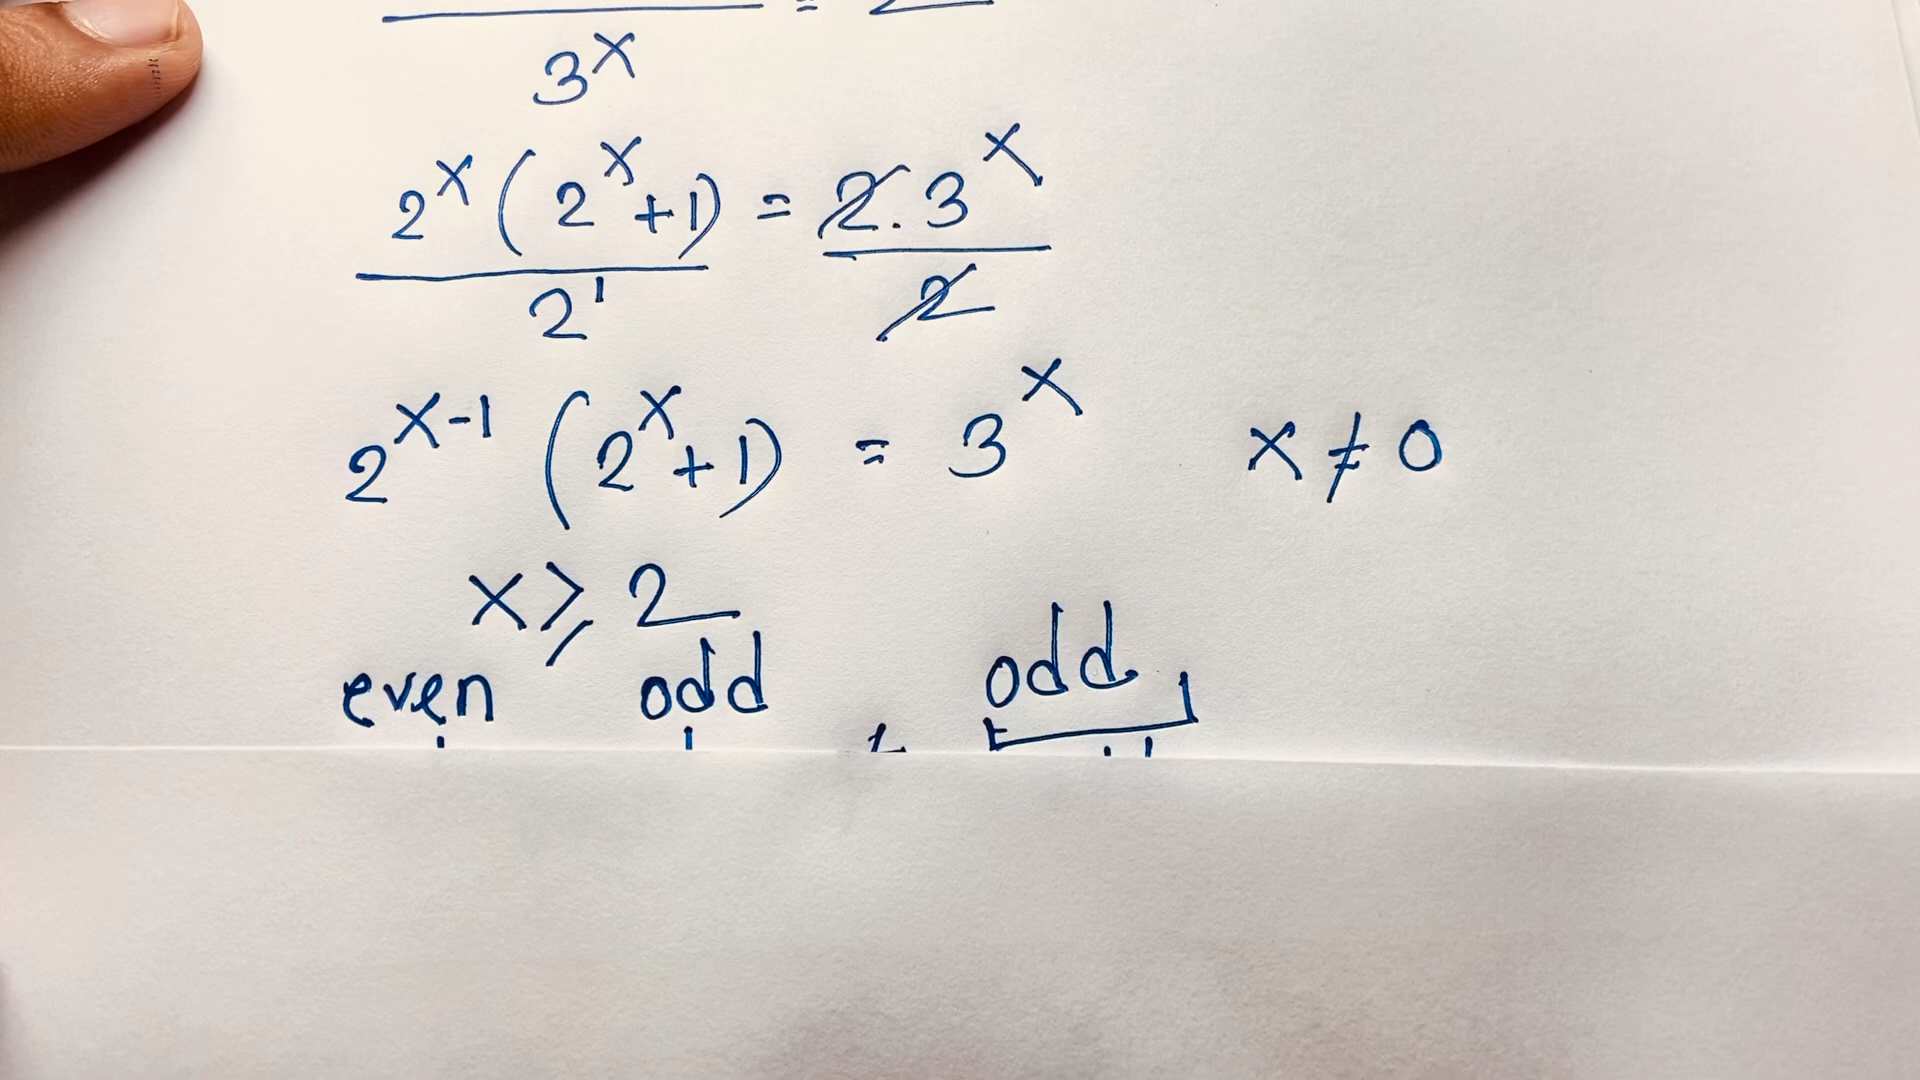 3^x
2^x (2^x+1) / 2^1 = 2.3^x / 2
2^{x-1} (2^x+1) = 3^x x ≠ 0
x ≥ 2
even odd odd